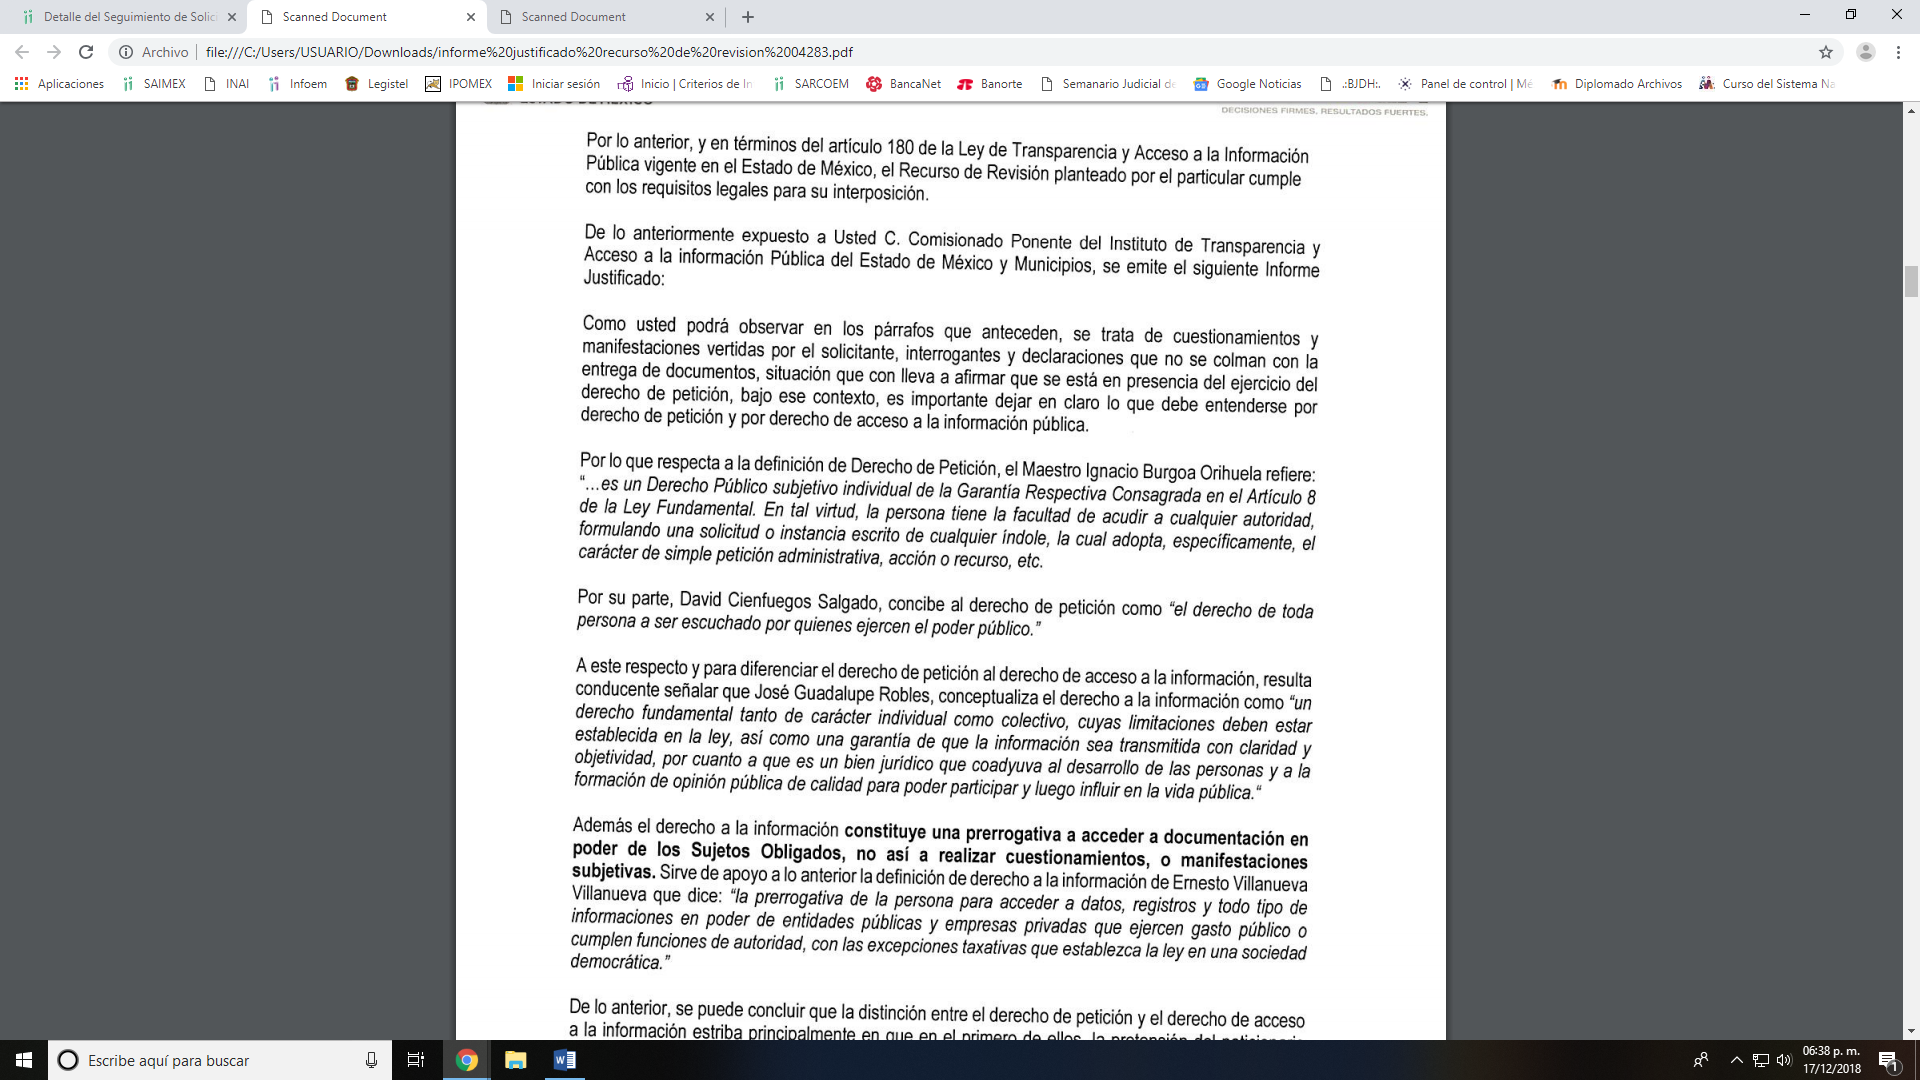 Detalle del Seguimiento de Solici
Scanned Document
Scanned Document
Archivo
file:///C:/Users/USUARIO/Downloads/informe%20justificado%20recurso%20de%20revision%2004283.pdf
Aplicaciones
SAIMEX
INAI
Infoem
Legistel
IPOMEX
Iniciar sesión
Inicio | Criterios de In
SARCOEM
BancaNet
Banorte
Semanario Judicial de
Google Noticias
.:BJDH:.
Panel de control | Mé
Diplomado Archivos
Curso del Sistema Na
ESTADO DE MÉXICO
DECISIONES FIRMES. RESULTADOS FUERTES.
Por lo anterior, y en términos del artículo 180 de la Ley de Transparencia y Acceso a la Información
Pública vigente en el Estado de México, el Recurso de Revisión planteado por el particular cumple
con los requisitos legales para su interposición.
De lo anteriormente expuesto a Usted C. Comisionado Ponente del Instituto de Transparencia y
Acceso a la información Pública del Estado de México y Municipios, se emite el siguiente Informe
Justificado:
Como usted podrá observar en los párrafos que anteceden, se trata de cuestionamientos y
manifestaciones vertidas por el solicitante, interrogantes y declaraciones que no se colman con la
entrega de documentos, situación que con lleva a afirmar que se está en presencia del ejercicio del
derecho de petición, bajo ese contexto, es importante dejar en claro lo que debe entenderse por
derecho de petición y por derecho de acceso a la información pública.
Por lo que respecta a la definición de Derecho de Petición, el Maestro Ignacio Burgoa Orihuela refiere:
“…es un Derecho Público subjetivo individual de la Garantía Respectiva Consagrada en el Artículo 8
de la Ley Fundamental. En tal virtud, la persona tiene la facultad de acudir a cualquier autoridad,
formulando una solicitud o instancia escrito de cualquier índole, la cual adopta, específicamente, el
carácter de simple petición administrativa, acción o recurso, etc.
Por su parte, David Cienfuegos Salgado, concibe al derecho de petición como “el derecho de toda
persona a ser escuchado por quienes ejercen el poder público.”
A este respecto y para diferenciar el derecho de petición al derecho de acceso a la información, resulta
conducente señalar que José Guadalupe Robles, conceptualiza el derecho a la información como “un
derecho fundamental tanto de carácter individual como colectivo, cuyas limitaciones deben estar
establecida en la ley, así como una garantía de que la información sea transmitida con claridad y
objetividad, por cuanto a que es un bien jurídico que coadyuva al desarrollo de las personas y a la
formación de opinión pública de calidad para poder participar y luego influir en la vida pública.“
Además el derecho a la información constituye una prerrogativa a acceder a documentación en
poder de los Sujetos Obligados, no así a realizar cuestionamientos, o manifestaciones
subjetivas. Sirve de apoyo a lo anterior la definición de derecho a la información de Ernesto Villanueva
Villanueva que dice: “la prerrogativa de la persona para acceder a datos, registros y todo tipo de
informaciones en poder de entidades públicas y empresas privadas que ejercen gasto público o
cumplen funciones de autoridad, con las excepciones taxativas que establezca la ley en una sociedad
democrática.”
De lo anterior, se puede concluir que la distinción entre el derecho de petición y el derecho de acceso
a la información estriba principalmente en que en el primero de ellos, la pretensión del peticionario
Escribe aquí para buscar
06:38 p. m.
17/12/2018
1